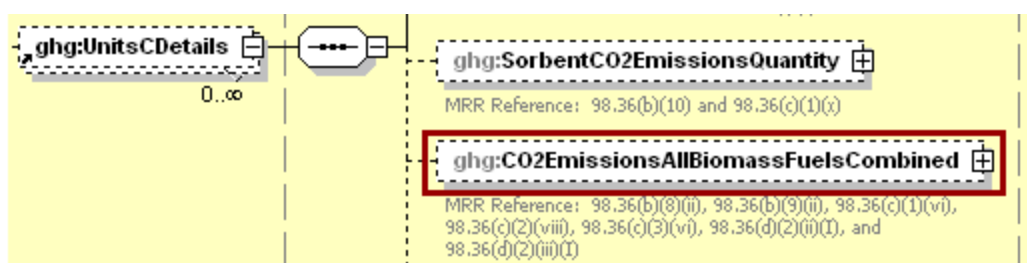 ghg:UnitsCDetails
0..∞
ghg:SorbentCO2EmissionsQuantity
MRR Reference: 98.36(b)(10) and 98.36(c)(1)(x)
ghg:CO2EmissionsAllBiomassFuelsCombined
MRR Reference: 98.36(b)(8)(ii), 98.36(b)(9)(ii), 98.36(c)(1)(vi),
98.36(c)(2)(viii), 98.36(c)(3)(vi), 98.36(d)(2)(ii)(I), and
98.36(d)(2)(iii)(I)